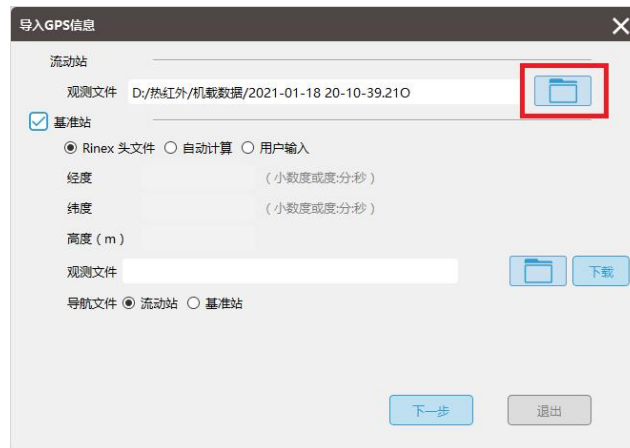 导入GPS信息
流动站
观测文件 D:/热红外/机载数据/2021-01-18 20-10-39.21O
基准站
Rinex 头文件 自动计算 用户输入
经度 (小数度或度:分:秒)
纬度 (小数度或度:分:秒)
高度(m)
观测文件 下载
导航文件 流动站 基准站
下一步 退出